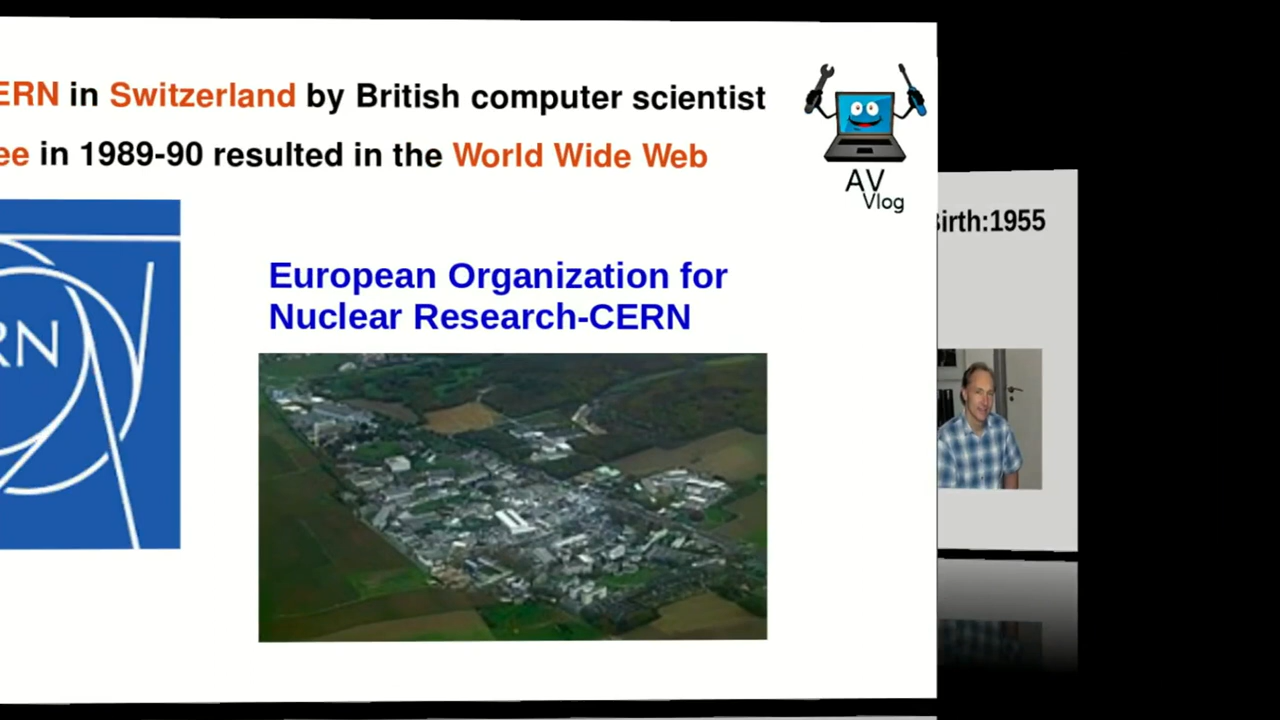 ERN in Switzerland by British computer scientist
ee in 1989-90 resulted in the World Wide Web
AV
Vlog
Birth:1955
RN
European Organization for
Nuclear Research-CERN